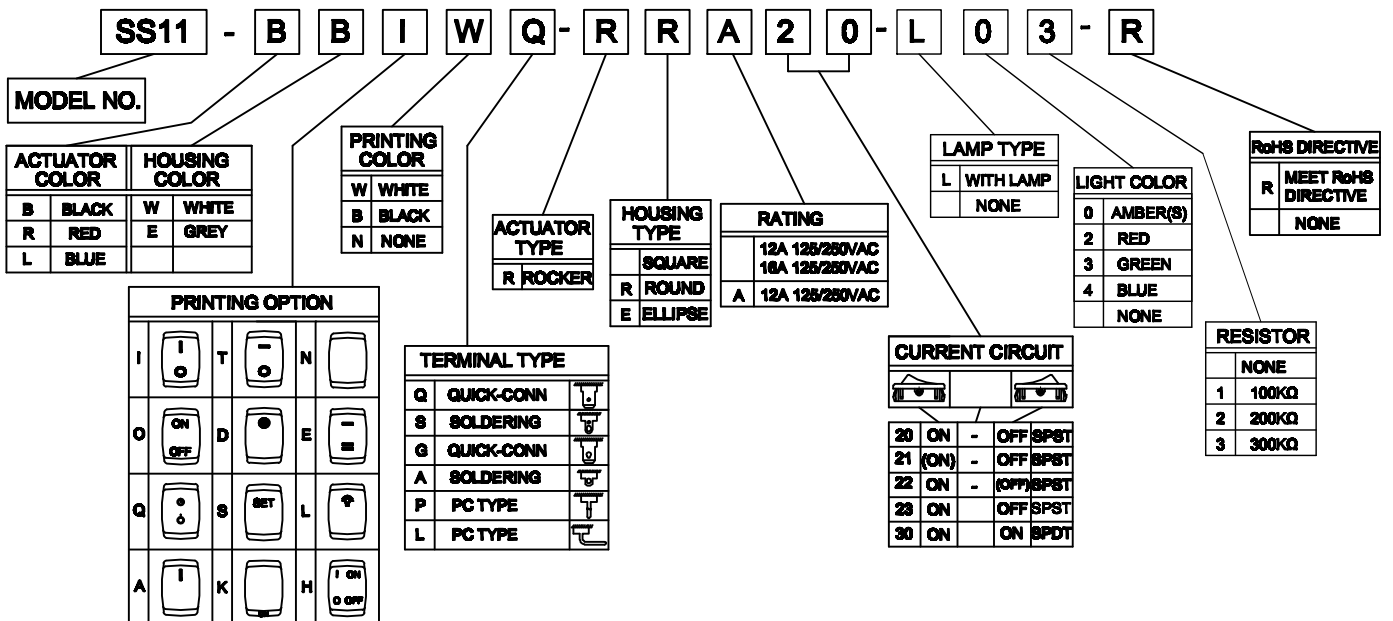 SS11 - B B I W Q - R R A 2 0 - L 0 3 - R
MODEL NO.
ACTUATOR COLOR
B BLACK
R RED
L BLUE
HOUSING COLOR
W WHITE
E GREY
PRINTING OPTION
I I O T — O N
O ON OFF D E — =
Q S SET L
A I K H I ON O OFF
PRINTING COLOR
W WHITE
B BLACK
N NONE
TERMINAL TYPE
Q QUICK-CONN
S SOLDERING
G QUICK-CONN
A SOLDERING
P PC TYPE
L PC TYPE
ACTUATOR TYPE
R ROCKER
HOUSING TYPE
SQUARE
R ROUND
E ELLIPSE
RATING
12A 125/250VAC
16A 125/250VAC
A 12A 125/250VAC
CURRENT CIRCUIT
20 ON - OFF SPST
21 (ON) - OFF SPST
22 ON - (OFF) SPST
23 ON OFF SPST
30 ON ON SPDT
LAMP TYPE
L WITH LAMP
NONE
LIGHT COLOR
0 AMBER(S)
2 RED
3 GREEN
4 BLUE
NONE
RESISTOR
NONE
1 100KΩ
2 200KΩ
3 300KΩ
RoHS DIRECTIVE
R MEET RoHS DIRECTIVE
NONE